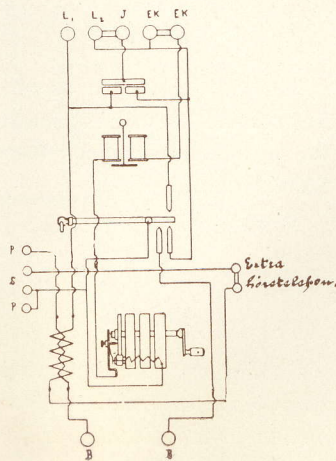 L₁ L₂ J EK EK
P
S
P
Extra
hörtelefon.
B B